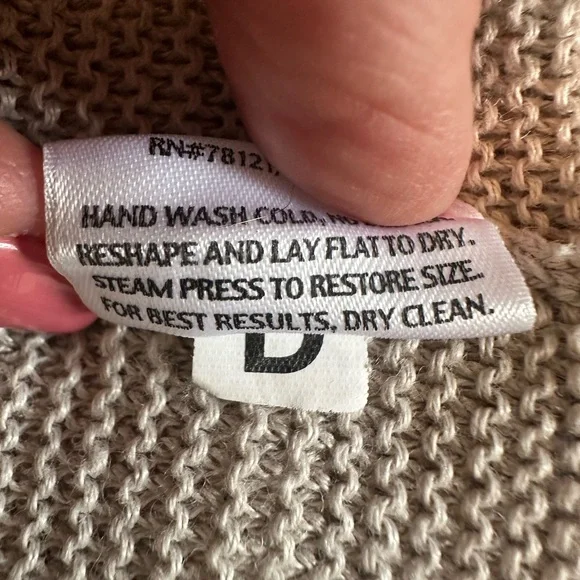 RN#78121
HAND WASH COLD,
RESHAPE AND LAY FLAT TO DRY.
STEAM PRESS TO RESTORE SIZE.
FOR BEST RESULTS, DRY CLEAN.
D